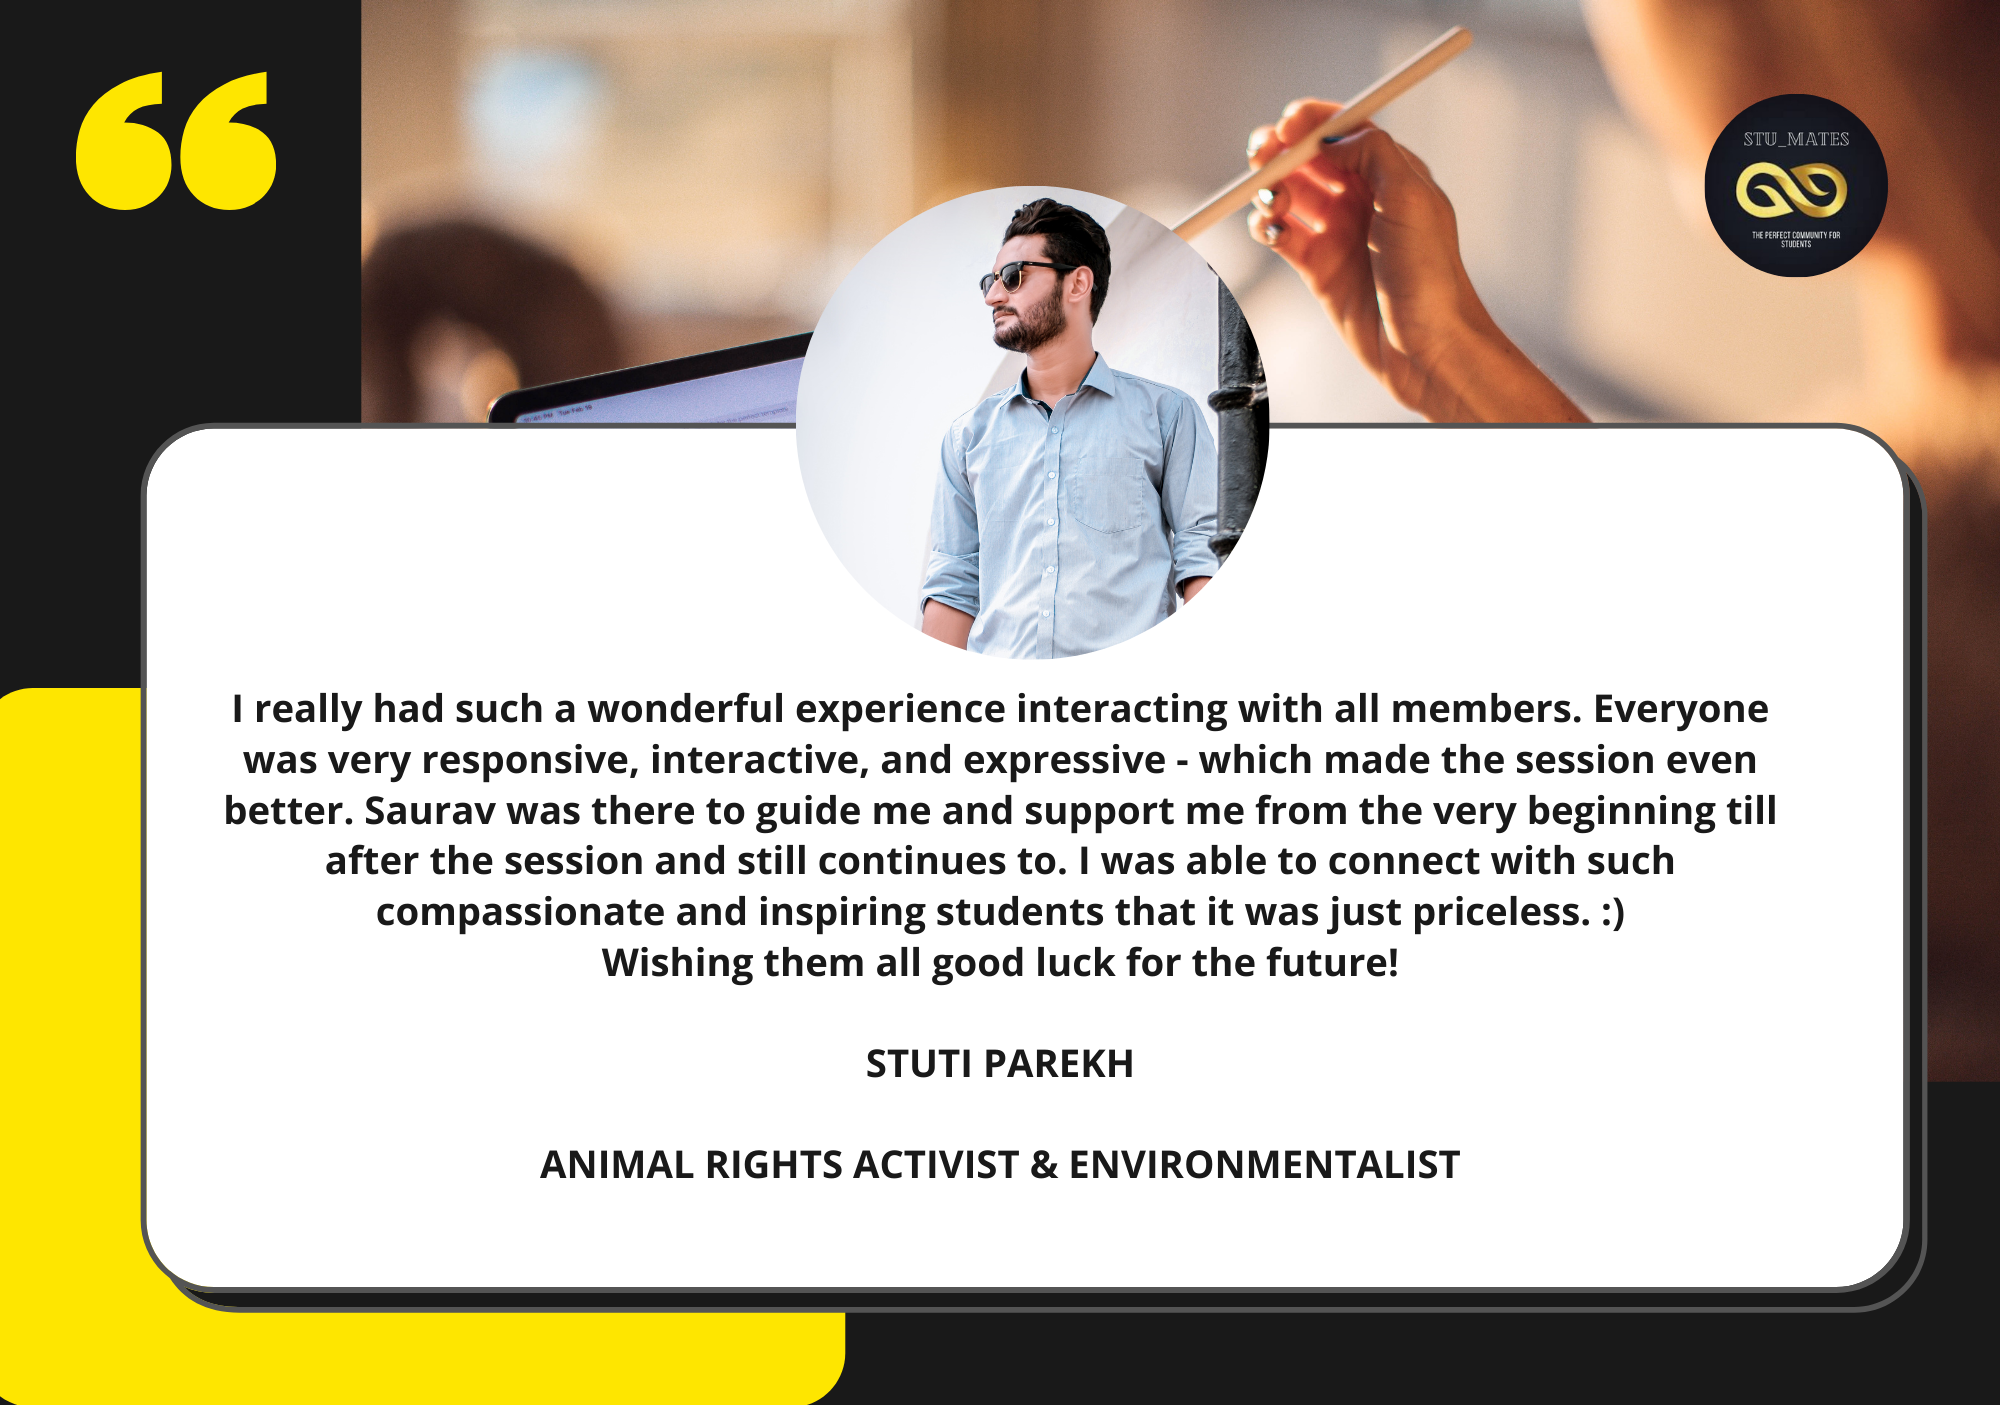 STU_MATES
THE PERFECT COMMUNITY FOR
STUDENTS
I really had such a wonderful experience interacting with all members. Everyone
was very responsive, interactive, and expressive - which made the session even
better. Saurav was there to guide me and support me from the very beginning till
after the session and still continues to. I was able to connect with such
compassionate and inspiring students that it was just priceless. :)
Wishing them all good luck for the future!
STUTI PAREKH
ANIMAL RIGHTS ACTIVIST & ENVIRONMENTALIST